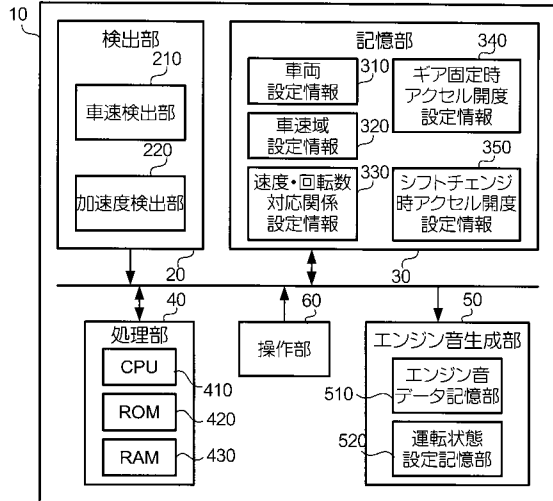 10
検出部
210
車速検出部
220
加速度検出部
20
記憶部
310
車両
設定情報
320
車速域
設定情報
330
速度・回転数
対応関係
設定情報
340
ギア固定時
アクセル開度
設定情報
350
シフトチェンジ
時アクセル開度
設定情報
30
40
処理部
CPU
410
ROM
420
RAM
430
60
操作部
50
エンジン音生成部
エンジン音
データ記憶部
510
運転状態
設定記憶部
520